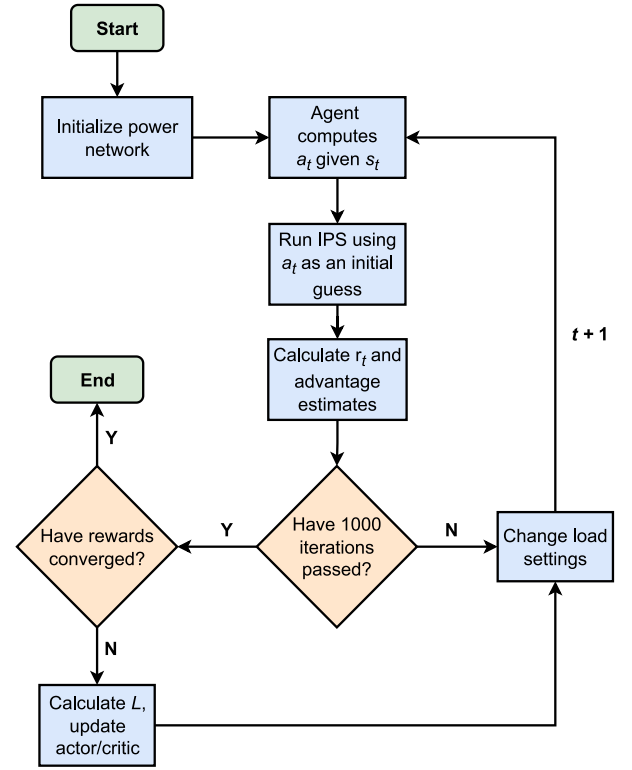 Start
Initialize power
network
Agent
computes
a_t given s_t
Run IPS using
a_t as an initial
guess
Calculate r_t and
advantage
estimates
t + 1
End
Y
Have rewards
converged?
Y
Have 1000
iterations
passed?
N
Change load
settings
N
Calculate L,
update
actor/critic